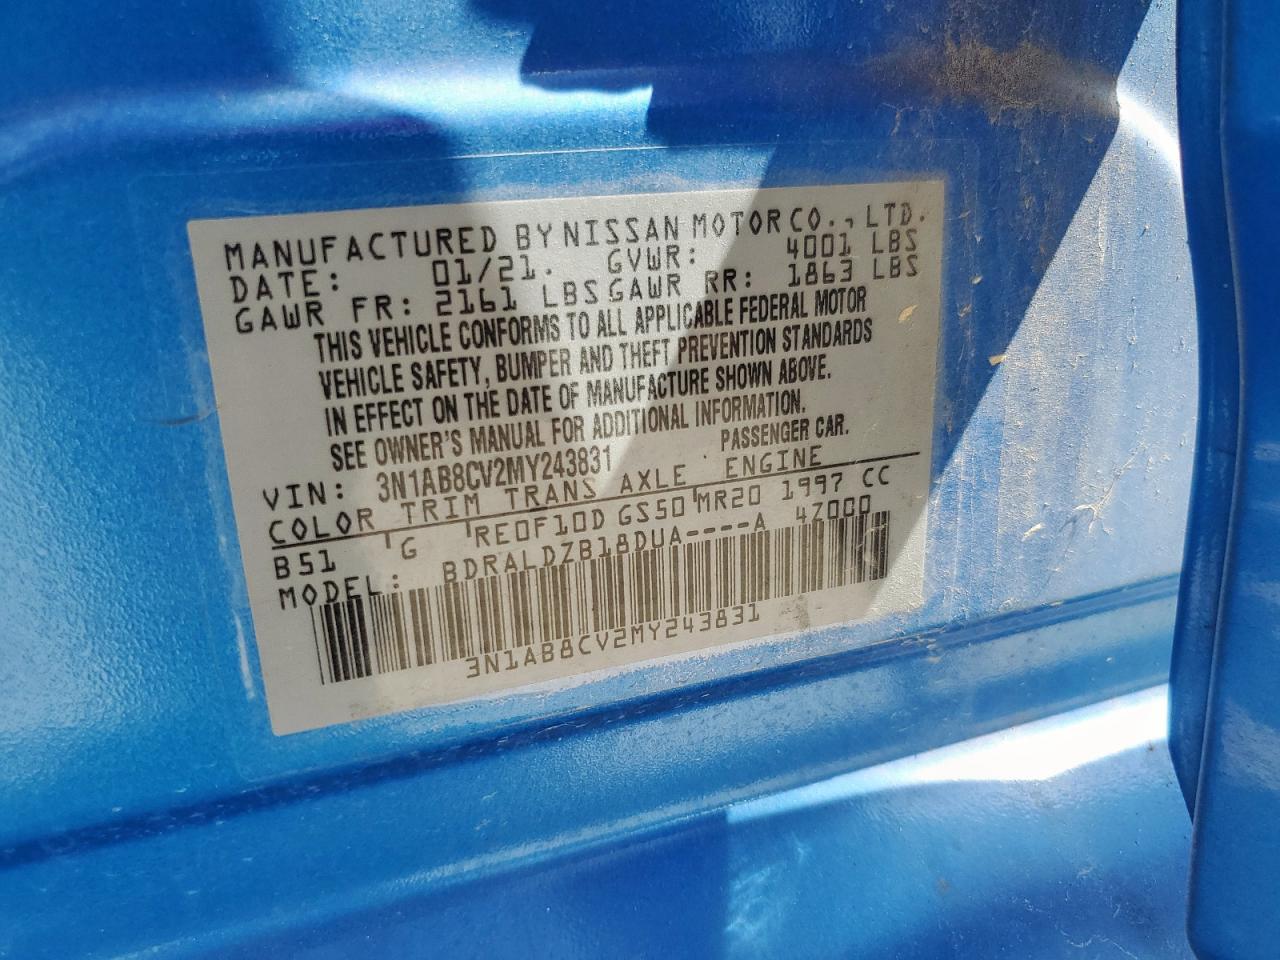 MANUFACTURED BY NISSAN MOTOR CO., LTD.
DATE: 01/21. GVWR: 4001 LBS
GAWR FR: 2161 LBS GAWR RR: 1863 LBS
THIS VEHICLE CONFORMS TO ALL APPLICABLE FEDERAL MOTOR
VEHICLE SAFETY, BUMPER AND THEFT PREVENTION STANDARDS
IN EFFECT ON THE DATE OF MANUFACTURE SHOWN ABOVE.
SEE OWNER'S MANUAL FOR ADDITIONAL INFORMATION.
VIN: 3N1AB8CV2MY243831 PASSENGER CAR.
COLOR TRIM TRANS AXLE ENGINE
B51 G RE0F10D GS50 MR20 1997 CC
MODEL: BDRALDZB18DUA----A 4Z000
3N1AB8CV2MY243831